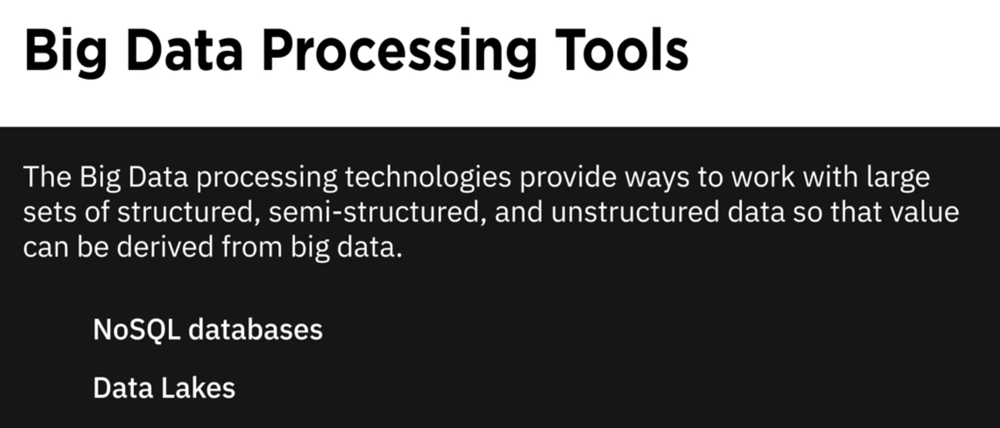 Big Data Processing Tools
The Big Data processing technologies provide ways to work with large
sets of structured, semi-structured, and unstructured data so that value
can be derived from big data.
NoSQL databases
Data Lakes